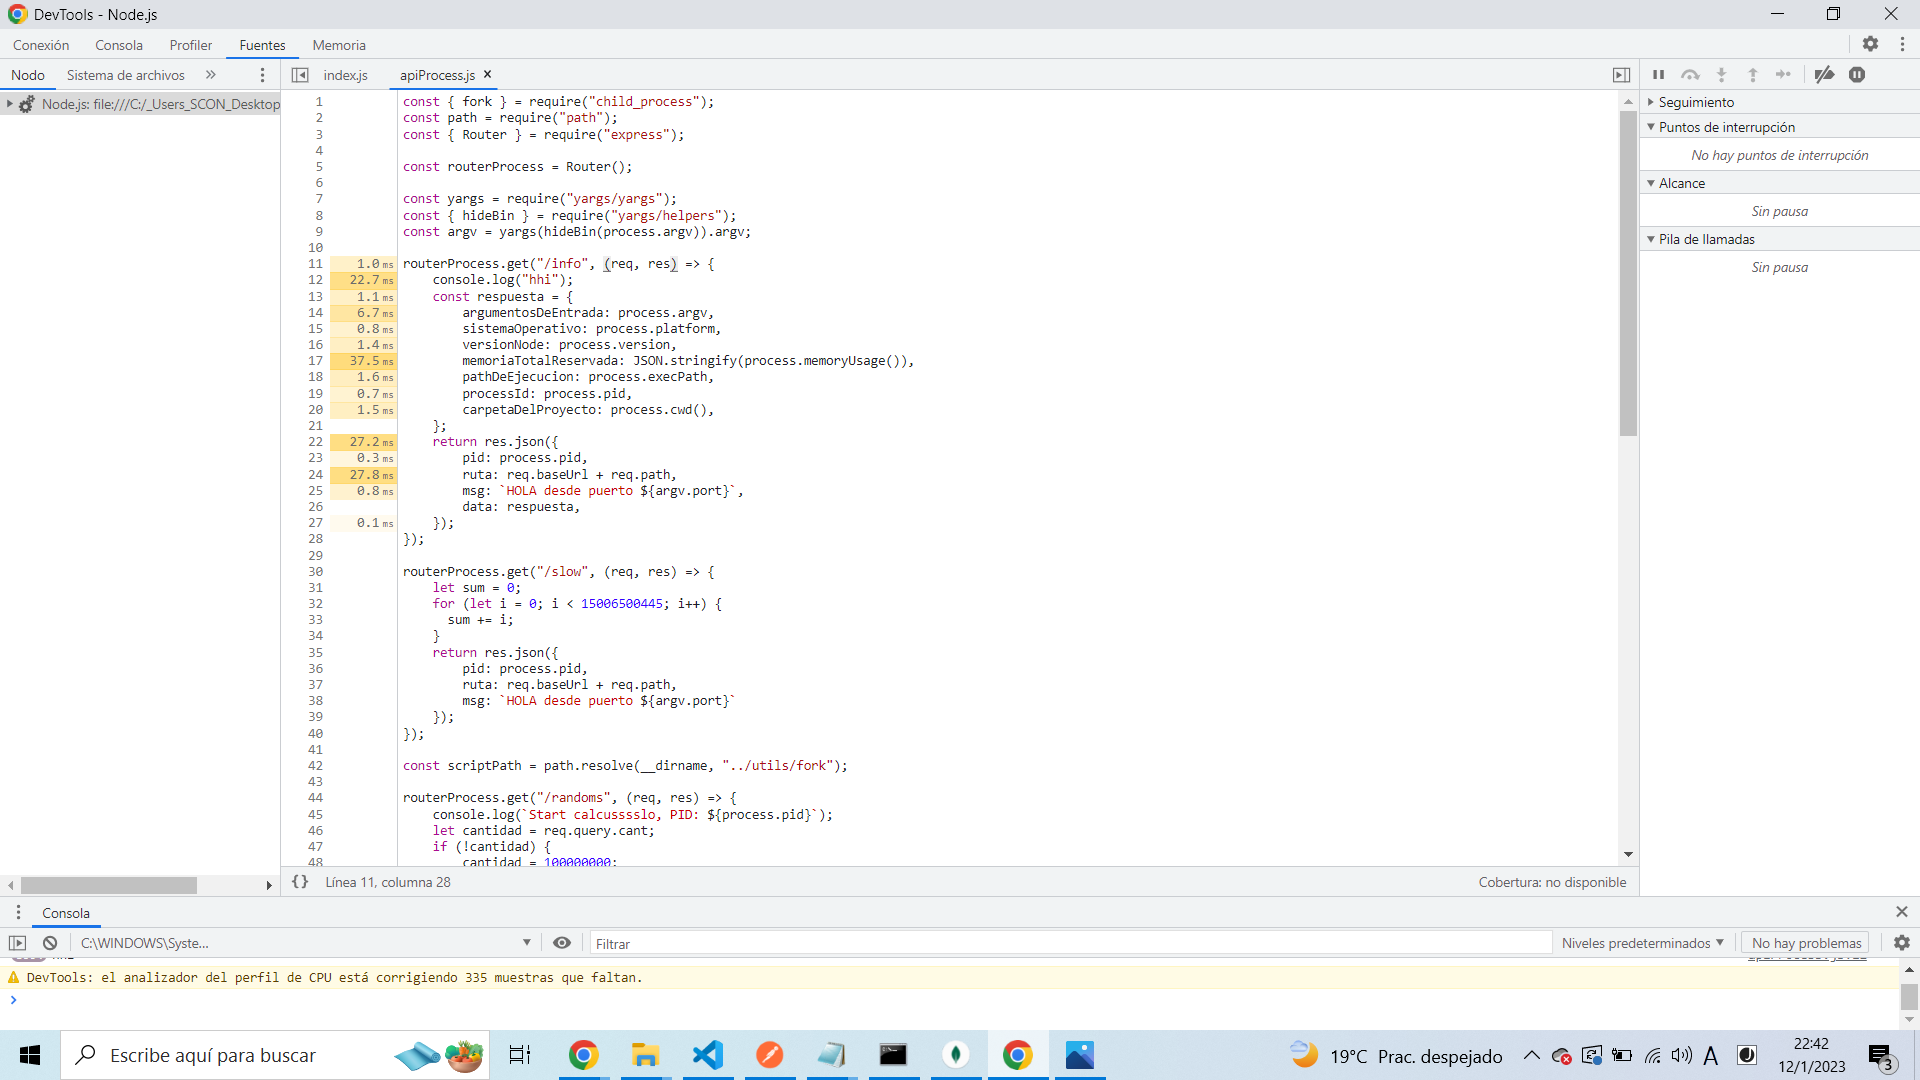 DevTools - Node.js
Conexión Consola Profiler Fuentes Memoria
Nodo Sistema de archivos » index.js apiProcess.js ×
Node.js: file:///C:/_Users_SCON_Desktop
1 const { fork } = require("child_process");
2 const path = require("path");
3 const { Router } = require("express");
4
5 const routerProcess = Router();
6
7 const yargs = require("yargs/yargs");
8 const { hideBin } = require("yargs/helpers");
9 const argv = yargs(hideBin(process.argv)).argv;
10
11 1.0 ms routerProcess.get("/info", (req, res) => {
12 22.7 ms console.log("hhi");
13 1.1 ms const respuesta = {
14 6.7 ms argumentosDeEntrada: process.argv,
15 0.8 ms sistemaOperativo: process.platform,
16 1.4 ms versionNode: process.version,
17 37.5 ms memoriaTotalReservada: JSON.stringify(process.memoryUsage()),
18 1.6 ms pathDeEjecucion: process.execPath,
19 0.7 ms processId: process.pid,
20 1.5 ms carpetaDelProyecto: process.cwd(),
21 };
22 27.2 ms return res.json({
23 0.3 ms pid: process.pid,
24 27.8 ms ruta: req.baseUrl + req.path,
25 0.8 ms msg: `HOLA desde puerto ${argv.port}`,
26 data: respuesta,
27 0.1 ms });
28 });
29
30 routerProcess.get("/slow", (req, res) => {
31 let sum = 0;
32 for (let i = 0; i < 15006500445; i++) {
33 sum += i;
34 }
35 return res.json({
36 pid: process.pid,
37 ruta: req.baseUrl + req.path,
38 msg: `HOLA desde puerto ${argv.port}`
39 });
40 });
41
42 const scriptPath = path.resolve(__dirname, "../utils/fork");
43
44 routerProcess.get("/randoms", (req, res) => {
45 console.log(`Start calcusssslo, PID: ${process.pid}`);
46 let cantidad = req.query.cant;
47 if (!cantidad) {
48 cantidad = 100000000;
{} Línea 11, columna 28 Cobertura: no disponible
Seguimiento
Puntos de interrupción
No hay puntos de interrupción
Alcance
Sin pausa
Pila de llamadas
Sin pausa
Consola
C:\WINDOWS\Syste... Filtrar Niveles predeterminados No hay problemas
DevTools: el analizador del perfil de CPU está corrigiendo 335 muestras que faltan.
Escribe aquí para buscar
19°C Prac. despejado
A
22:42
12/1/2023
3